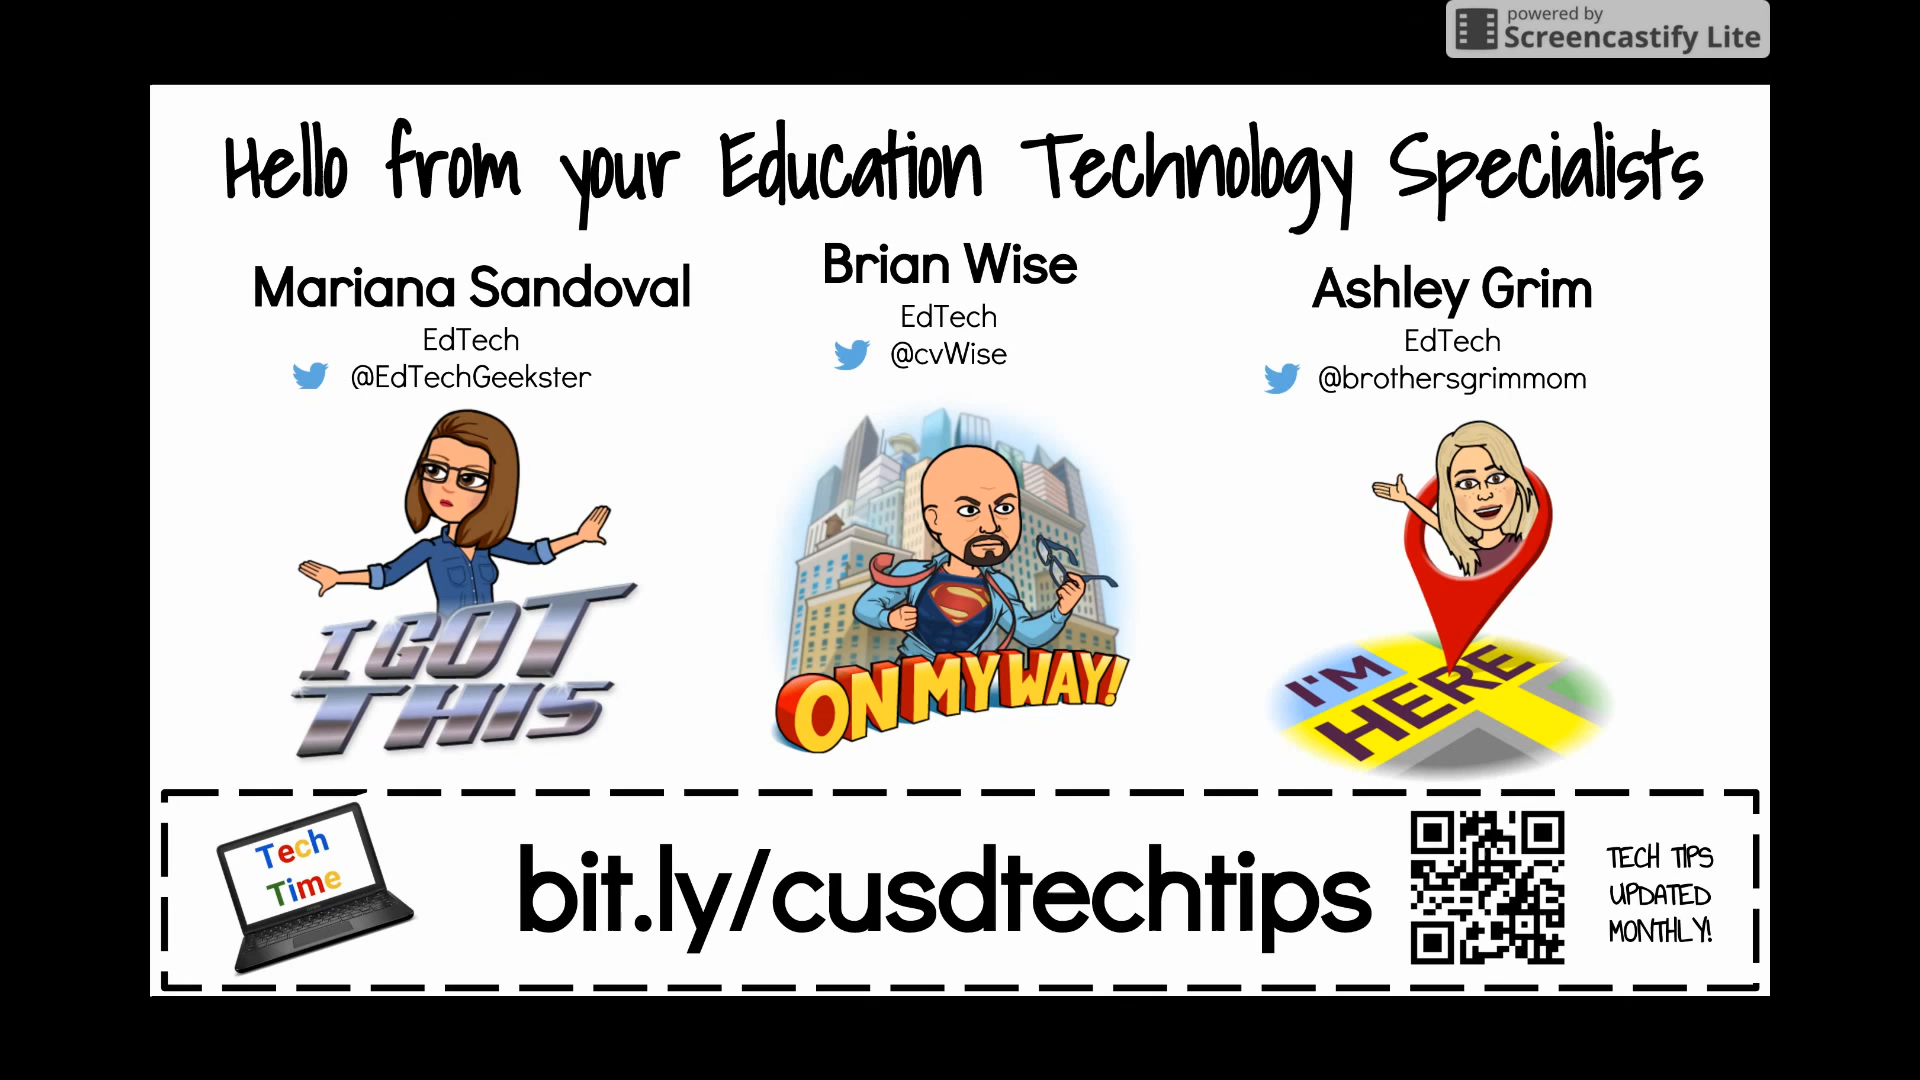 powered by
Screencastify Lite
Hello from your Education Technology Specialists
Mariana Sandoval
EdTech
@EdTechGeekster
Brian Wise
EdTech
@cvWise
Ashley Grim
EdTech
@brothersgrimmom
I GOT
THIS
ON MY WAY!
I'M
HERE
Tech
Time
bit.ly/cusdtechtips
TECH TIPS
UPDATED
MONTHLY!